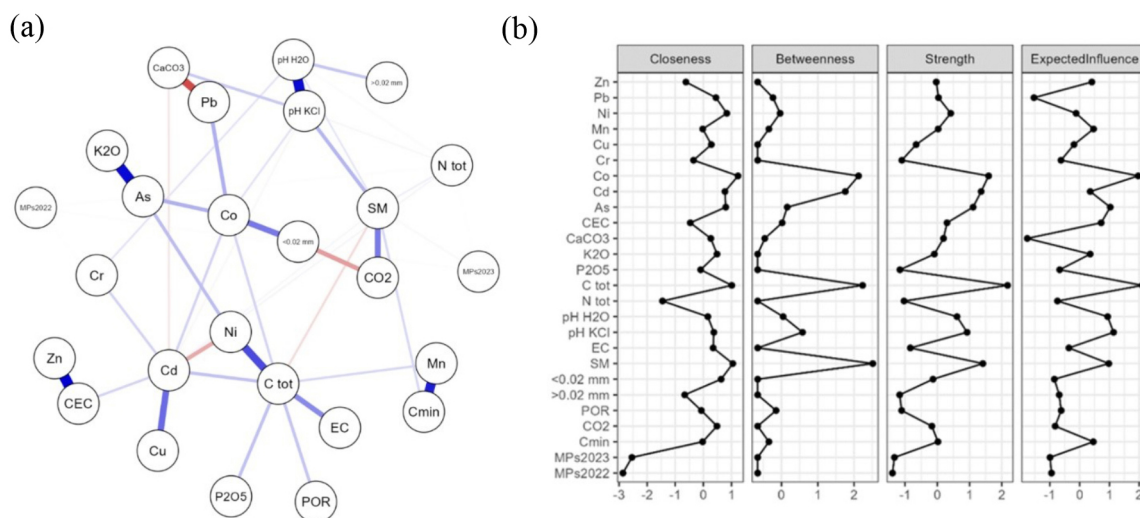 (a)
CaCO3
pH H2O
>0.02 mm
Pb
pH KCl
K2O
As
N tot
MPs2022
Co
SM
<0.02 mm
Cr
CO2
MPs2023
Ni
Zn
Cd
C tot
Mn
CEC
Cmin
Cu
EC
P2O5
POR
(b)
Closeness Betweenness Strength ExpectedInfluence
Zn
Pb
NI
Mn
Cu
Cr
Co
Cd
As
CEC
CaCO3
K2O
P2O5
C tot
N tot
pH H2O
pH KCl
EC
SM
<0.02 mm
>0.02 mm
POR
CO2
Cmin
MPs2023
MPs2022
-3 -2 -1 0 1 0 1 2 -1 0 1 2 -1 0 1 2